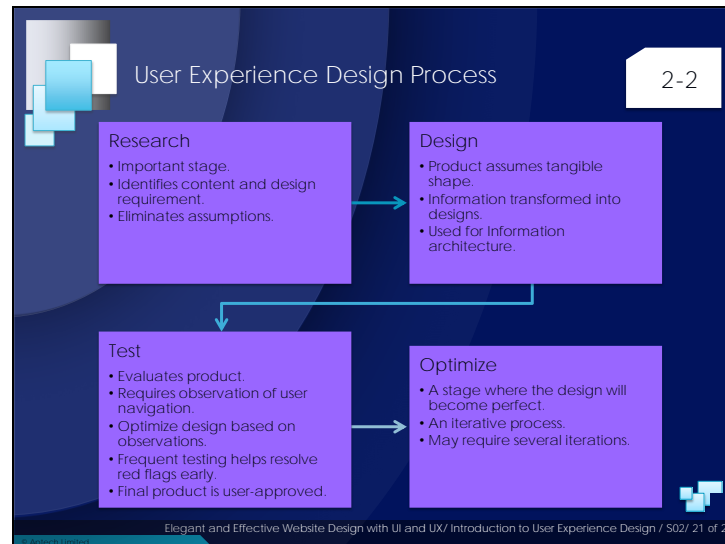 User Experience Design Process
2-2
Research
• Important stage.
• Identifies content and design
requirement.
• Eliminates assumptions.
Design
• Product assumes tangible
shape.
• Information transformed into
designs.
• Used for Information
architecture.
Test
• Evaluates product.
• Requires observation of user
navigation.
• Optimize design based on
observations.
• Frequent testing helps resolve
red flags early.
• Final product is user-approved.
Optimize
• A stage where the design will
become perfect.
• An iterative process.
• May require several iterations.
Elegant and Effective Website Design with UI and UX/ Introduction to User Experience Design / S02/ 21 of 2
© Aptech Limited